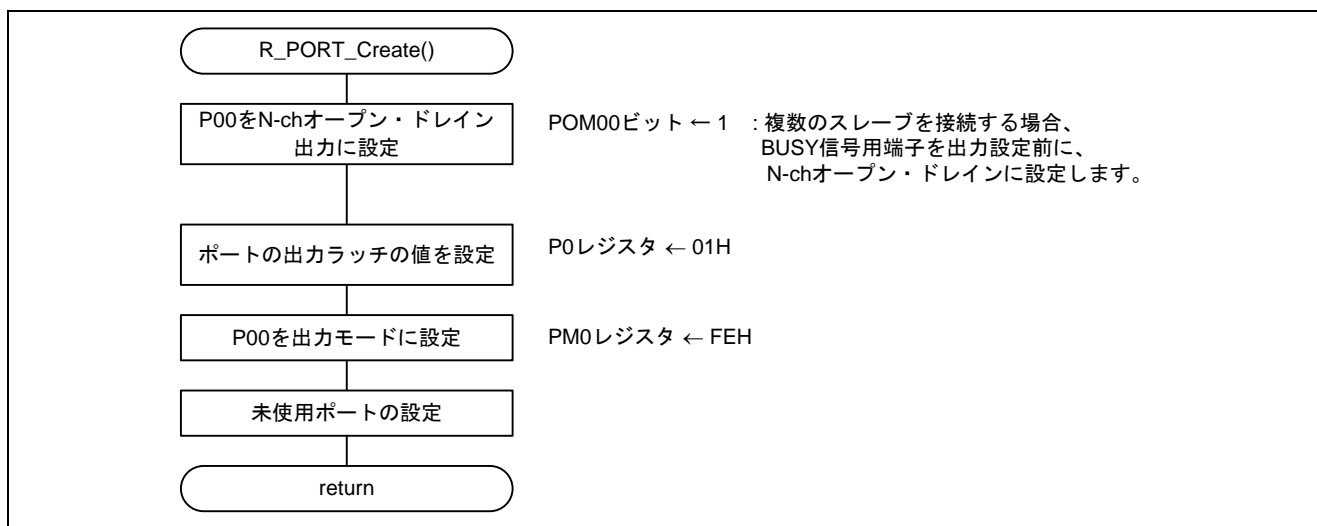 R_PORT_Create()
P00をN-chオープン・ドレイン
出力に設定
POM00ビット ← 1 : 複数のスレーブを接続する場合、
BUSY信号用端子を出力設定前に、
N-chオープン・ドレインに設定します。
ポートの出力ラッチの値を設定
P0レジスタ ← 01H
P00を出力モードに設定
PM0レジスタ ← FEH
未使用ポートの設定
return